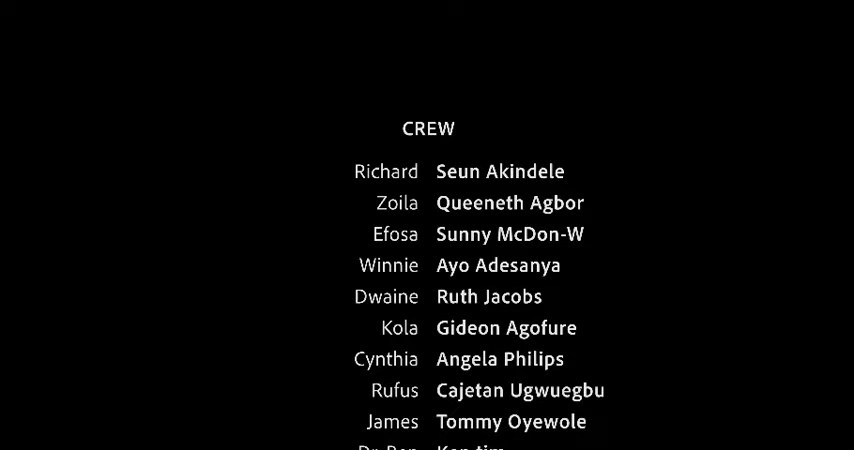 CREW
Richard Seun Akindele
Zoila Queeneth Agbor
Efosa Sunny McDon-W
Winnie Ayo Adesanya
Dwaine Ruth Jacobs
Kola Gideon Agofure
Cynthia Angela Philips
Rufus Cajetan Ugwuegbu
James Tommy Oyewole